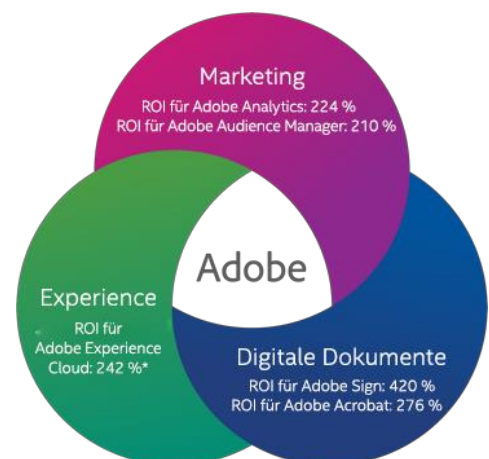 Marketing
ROI für Adobe Analytics: 224 %
ROI für Adobe Audience Manager: 210 %
Adobe
Experience
ROI für
Adobe Experience
Cloud: 242 %*
Digitale Dokumente
ROI für Adobe Sign: 420 %
ROI für Adobe Acrobat: 276 %